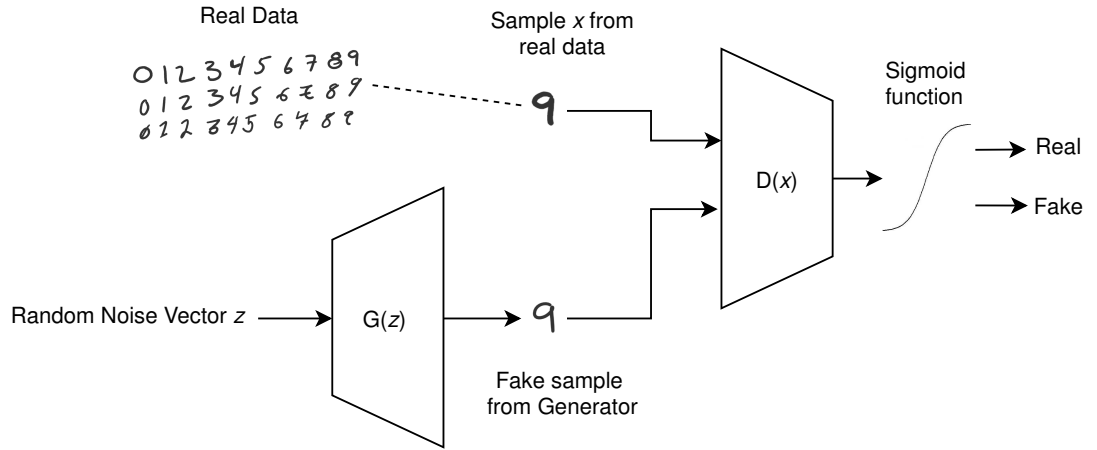 Real Data
0 1 2 3 4 5 6 7 8 9
0 1 2 3 4 5 6 7 8 9
0 1 2 3 4 5 6 7 8 9
Sample x from
real data
9
D(x)
Sigmoid
function
Real
Fake
Random Noise Vector z
G(z)
9
Fake sample
from Generator